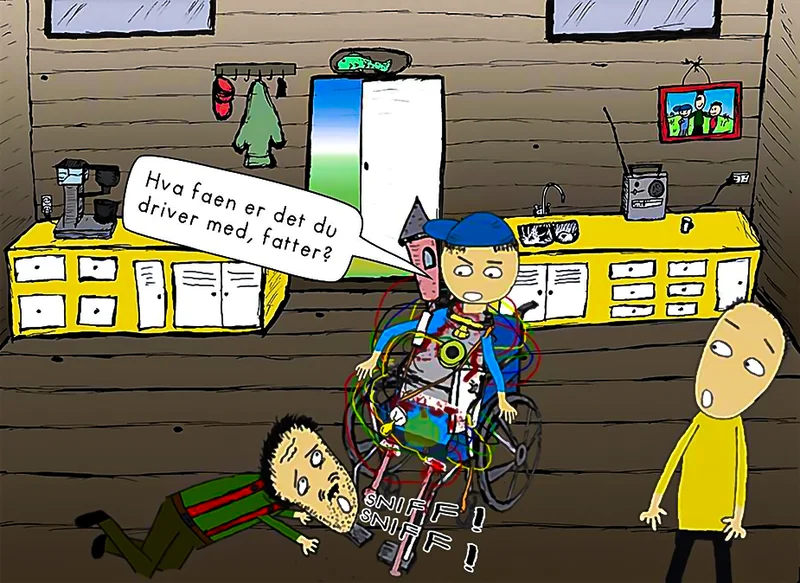 Hva faen er det du
driver med, fatter?
SNIFF!
SNIFF!